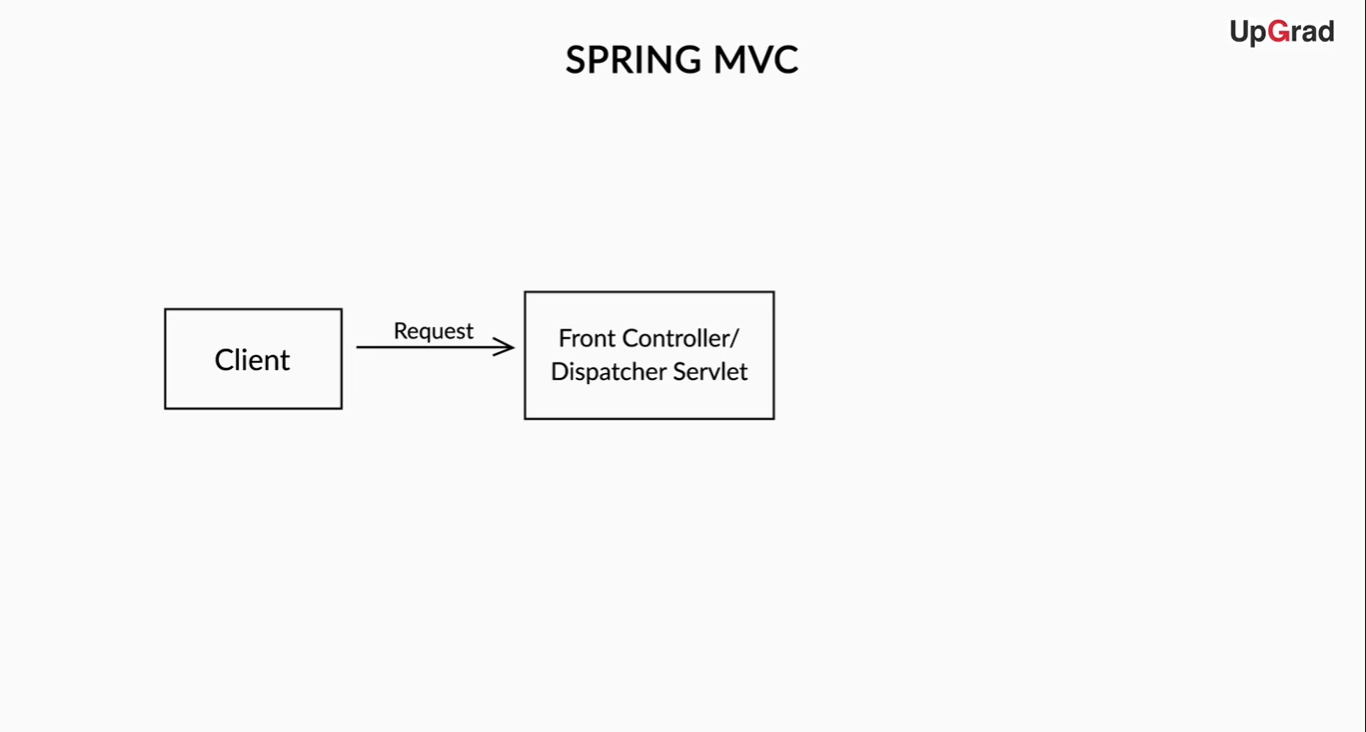 UpGrad
SPRING MVC
Client
Request
Front Controller/
Dispatcher Servlet